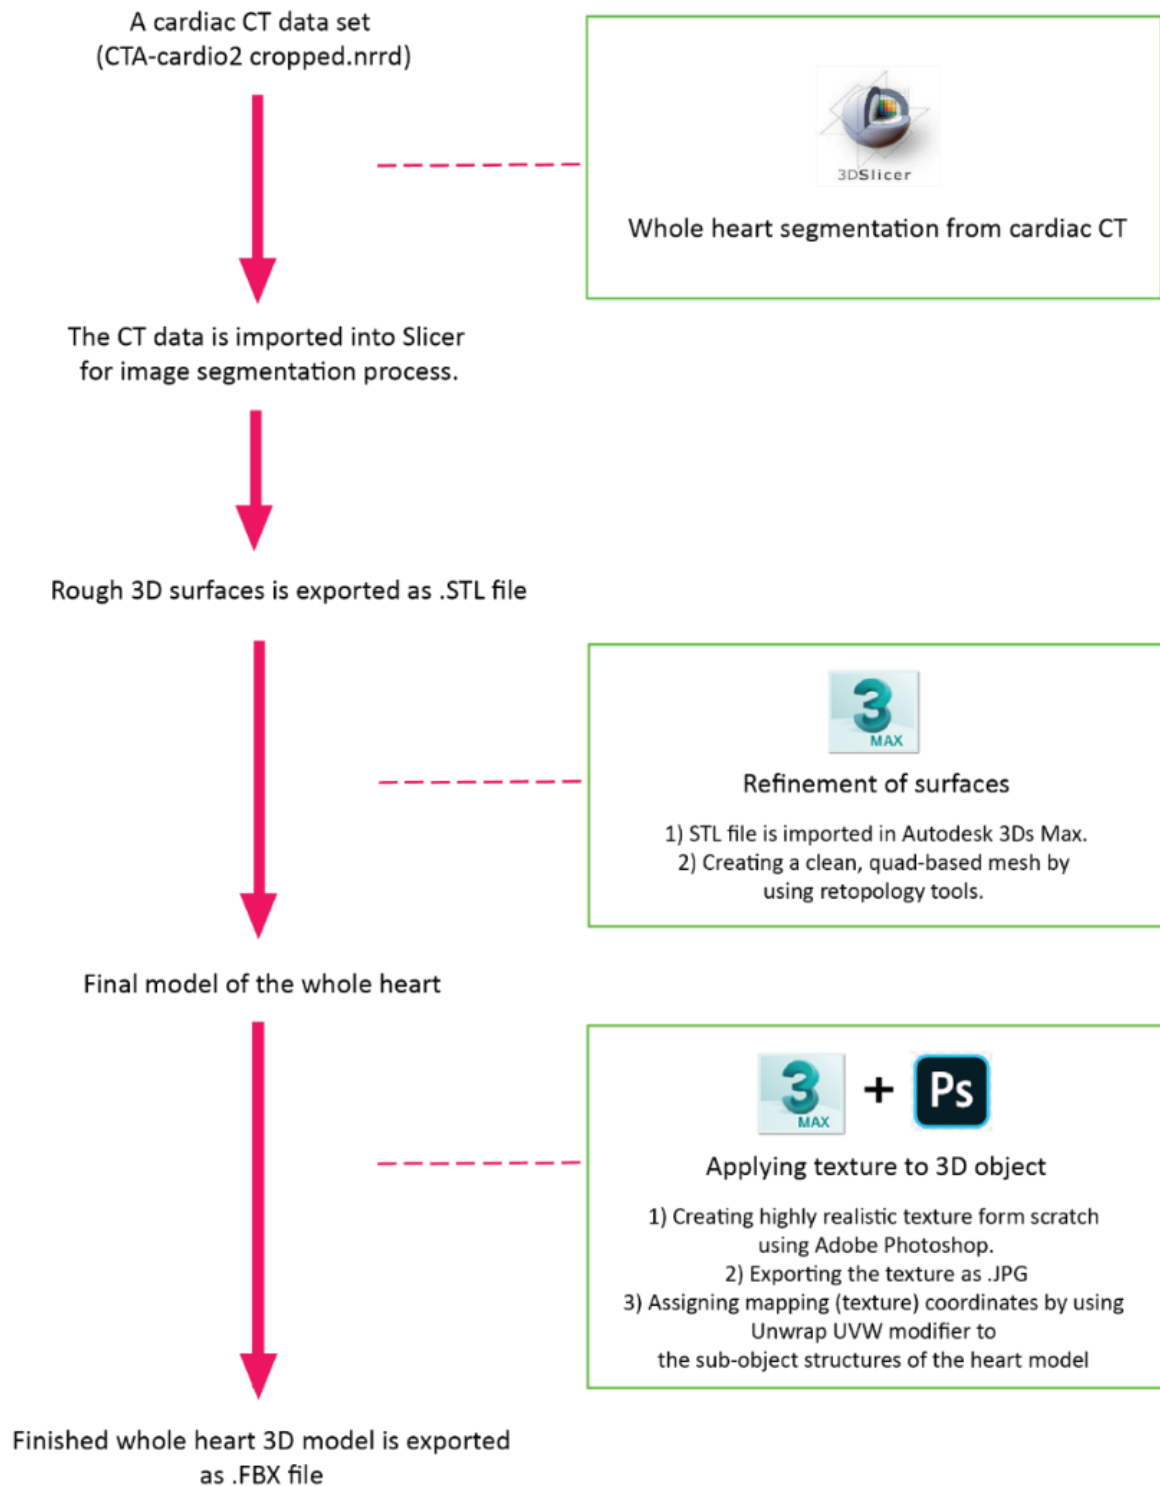 A cardiac CT data set
(CTA-cardio2 cropped.nrrd)
3DSlicer
Whole heart segmentation from cardiac CT
The CT data is imported into Slicer
for image segmentation process.
Rough 3D surfaces is exported as .STL file
3
MAX
Refinement of surfaces
1) STL file is imported in Autodesk 3Ds Max.
2) Creating a clean, quad-based mesh by
using retopology tools.
Final model of the whole heart
3
MAX
+
Ps
Applying texture to 3D object
1) Creating highly realistic texture form scratch
using Adobe Photoshop.
2) Exporting the texture as .JPG
3) Assigning mapping (texture) coordinates by using
Unwrap UVW modifier to
the sub-object structures of the heart model
Finished whole heart 3D model is exported
as .FBX file